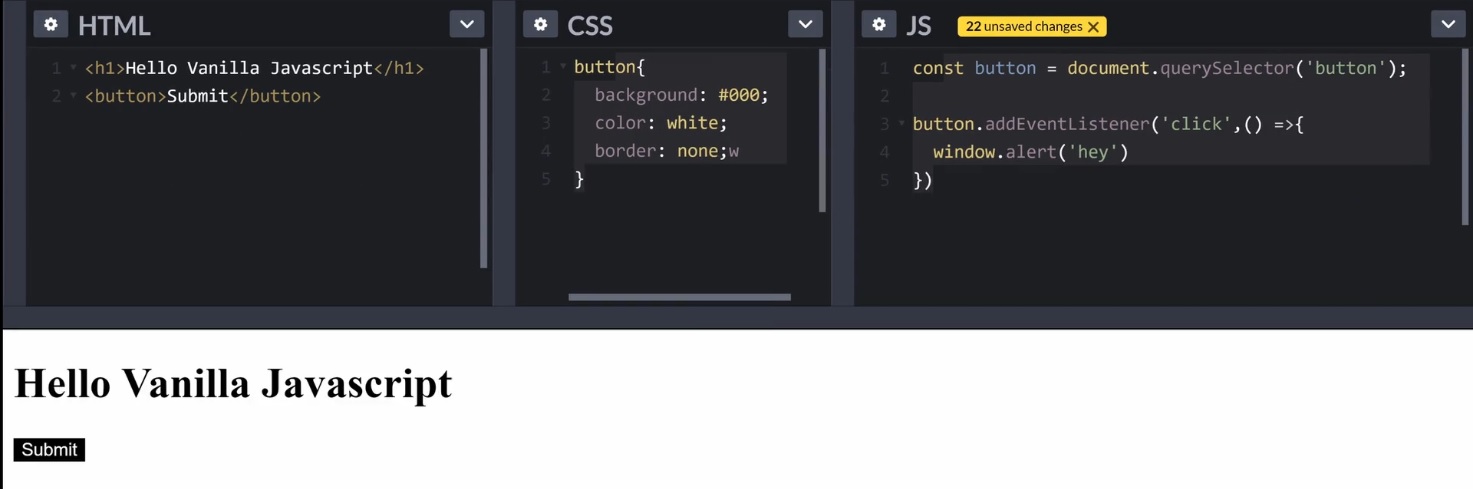 HTML
1 <h1>Hello Vanilla Javascript</h1>
2 <button>Submit</button>
CSS
1 button{
2 background: #000;
3 color: white;
4 border: none;w
5 }
JS 22 unsaved changes X
1 const button = document.querySelector('button');
2
3 button.addEventListener('click',() =>{
4 window.alert('hey')
5 })
Hello Vanilla Javascript
Submit